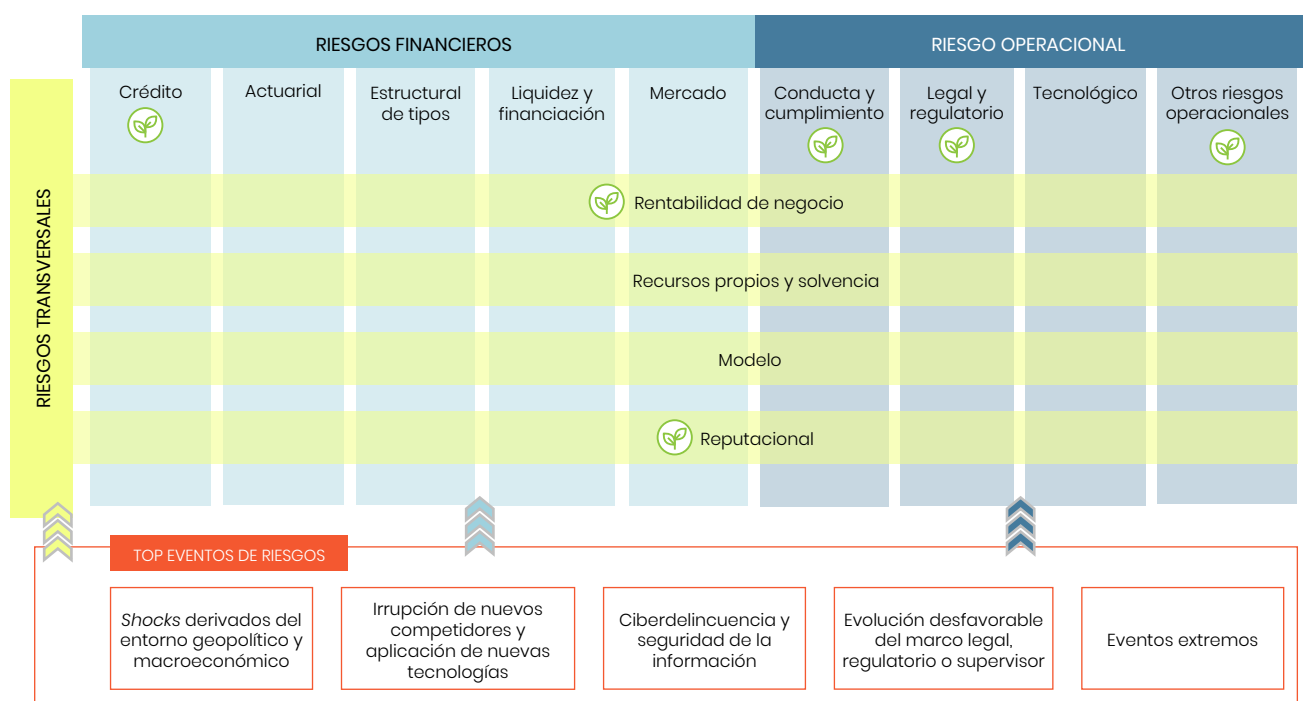 RIESGOS FINANCIEROS
RIESGO OPERACIONAL
Crédito
Actuarial
Estructural
de tipos
Liquidez y
financiación
Mercado
Conducta y
cumplimiento
Legal y
regulatorio
Tecnológico
Otros riesgos
operacionales
RIESGOS TRANSVERSALES
Rentabilidad de negocio
Recursos propios y solvencia
Modelo
Reputacional
TOP EVENTOS DE RIESGOS
Shocks derivados del
entorno geopolítico y
macroeconómico
Irrupción de nuevos
competidores y
aplicación de nuevas
tecnologías
Ciberdelincuencia y
seguridad de la
información
Evolución desfavorable
del marco legal,
regulatorio o supervisor
Eventos extremos